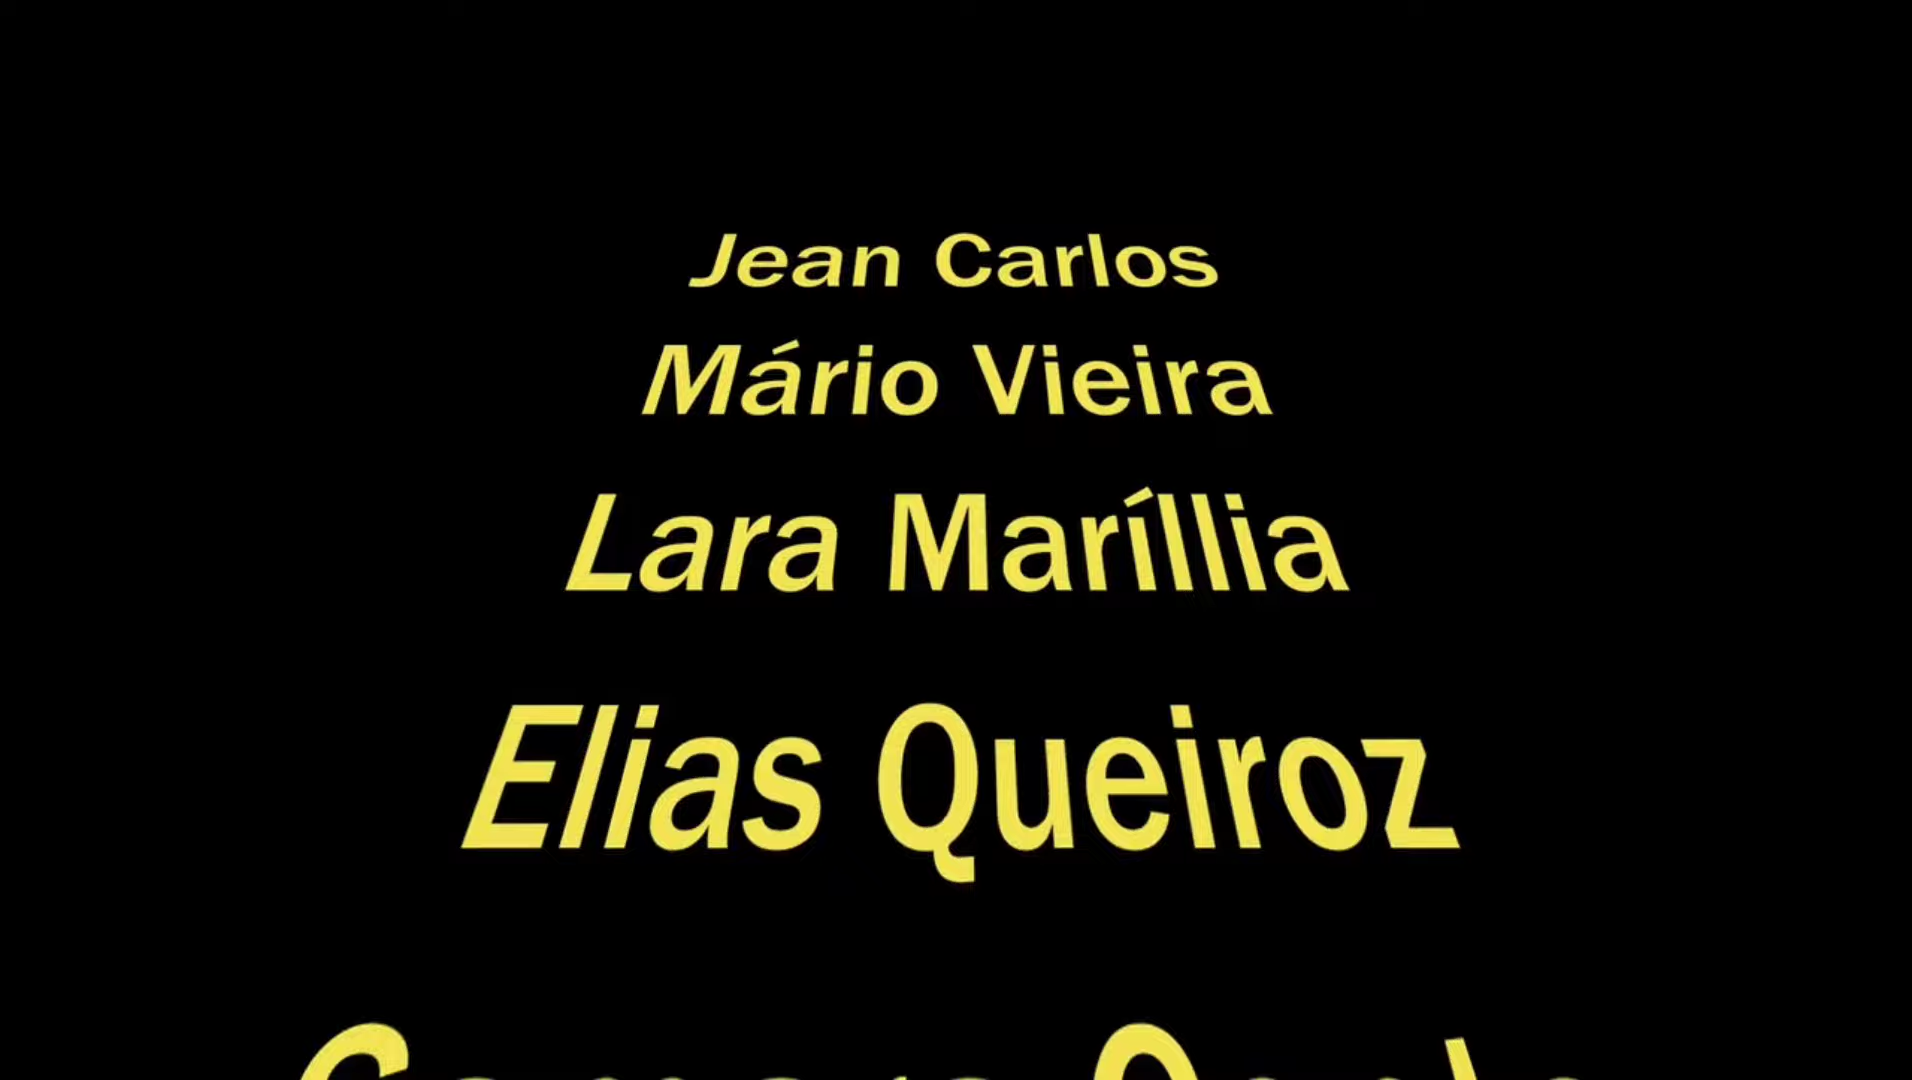 Jean Carlos
Mário Vieira
Lara Maríllia
Elias Queiroz